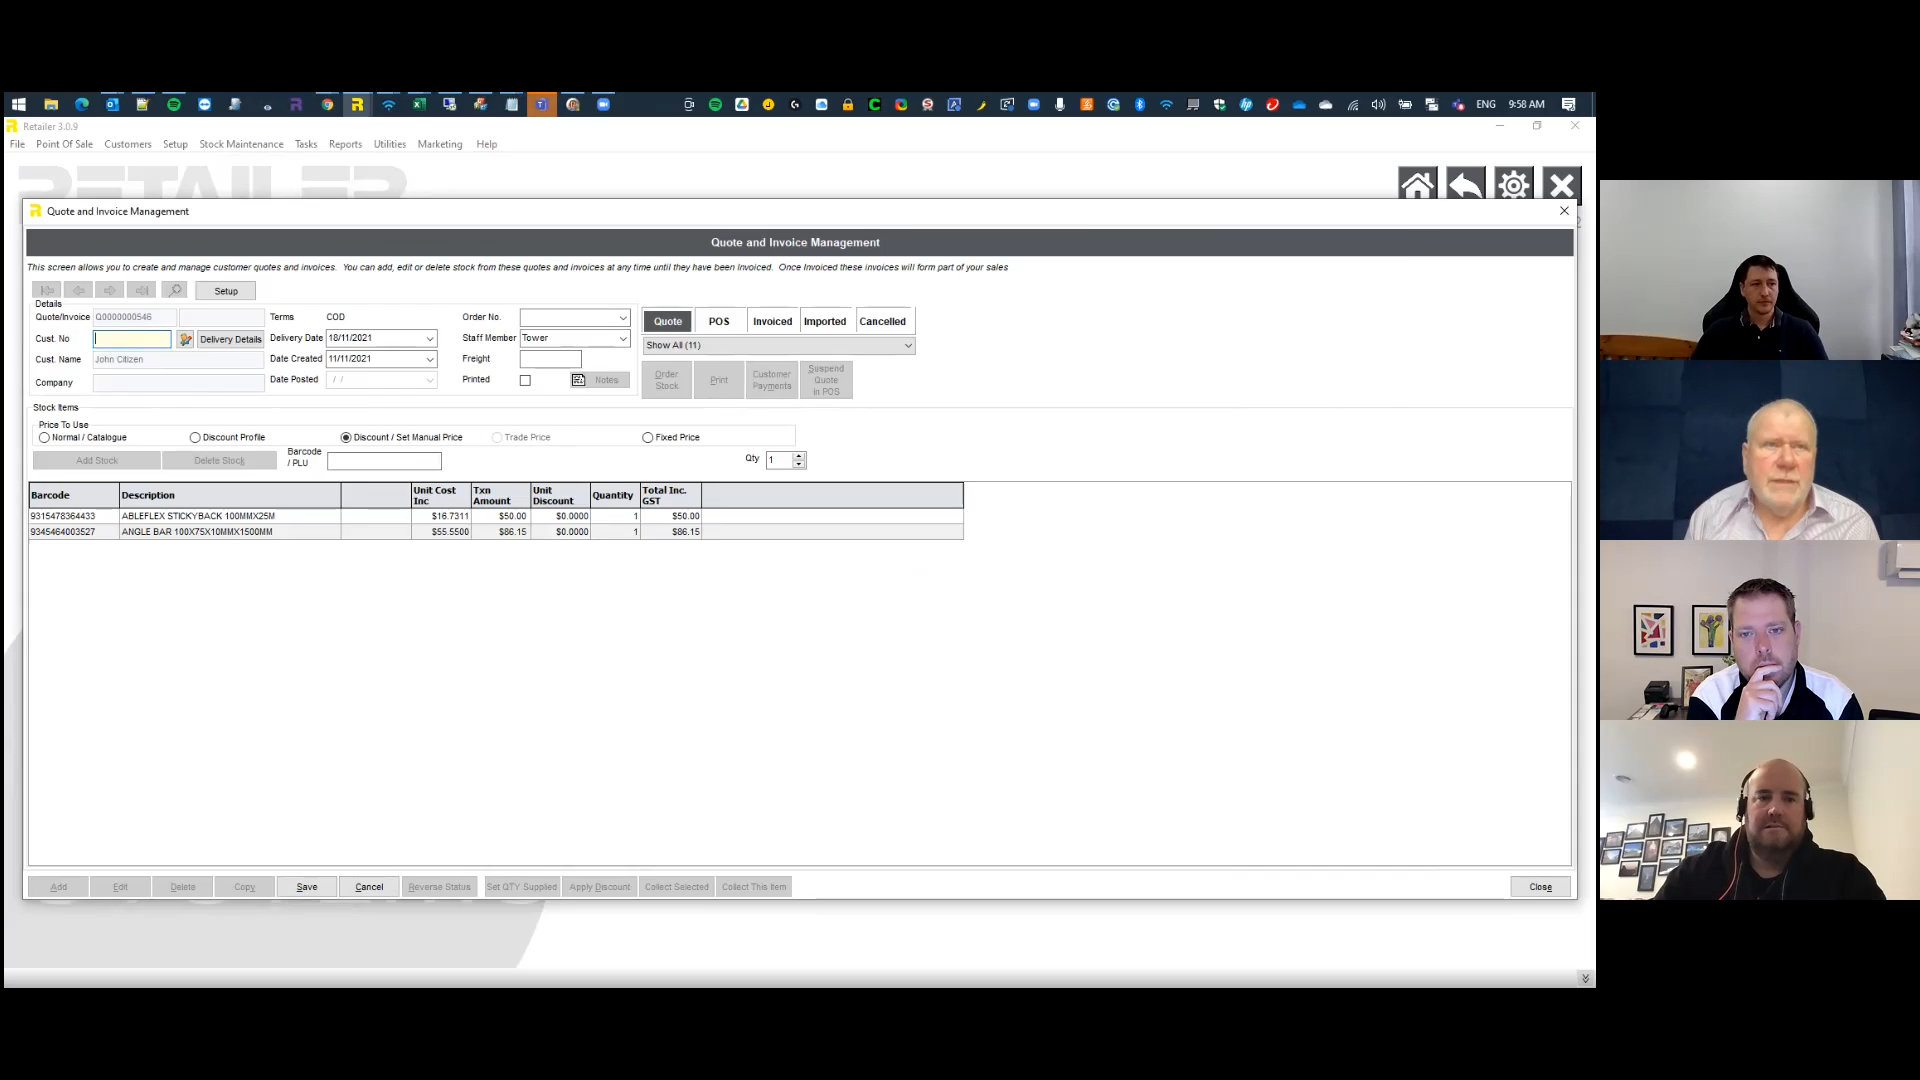 ENG 9:58 AM
Retailer 3.0.9
File Point Of Sale Customers Setup Stock Maintenance Tasks Reports Utilities Marketing Help
RETAILER
Quote and Invoice Management
Quote and Invoice Management
This screen allows you to create and manage customer quotes and invoices. You can add, edit or delete stock from these quotes and invoices at any time until they have been Invoiced. Once Invoiced these invoices will form part of your sales
Setup
Details
Quote/Invoice Q0000000546 Terms COD Order No. Quote POS Invoiced Imported Cancelled
Cust. No Delivery Details Delivery Date 18/11/2021 Staff Member Tower Show All (11)
Cust. Name John Citizen Date Created 11/11/2021 Freight
Company Date Posted / / Printed Notes
Order Stock Print Customer Payments Suspend Quote in POS
Stock Items
Price To Use
Normal / Catalogue Discount Profile Discount / Set Manual Price Trade Price Fixed Price
Add Stock Delete Stock Barcode / PLU Qty 1
Barcode Description Unit Cost Inc Txn Amount Unit Discount Quantity Total Inc. GST
9315478364433 ABLEFLEX STICKYBACK 100MMX25M $16.7311 $50.00 $0.0000 1 $50.00
9345464003527 ANGLE BAR 100X75X10MMX1500MM $55.5500 $86.15 $0.0000 1 $86.15
Add Edit Delete Copy Save Cancel Reverse Status Set QTY Supplied Apply Discount Collect Selected Collect This Item Close